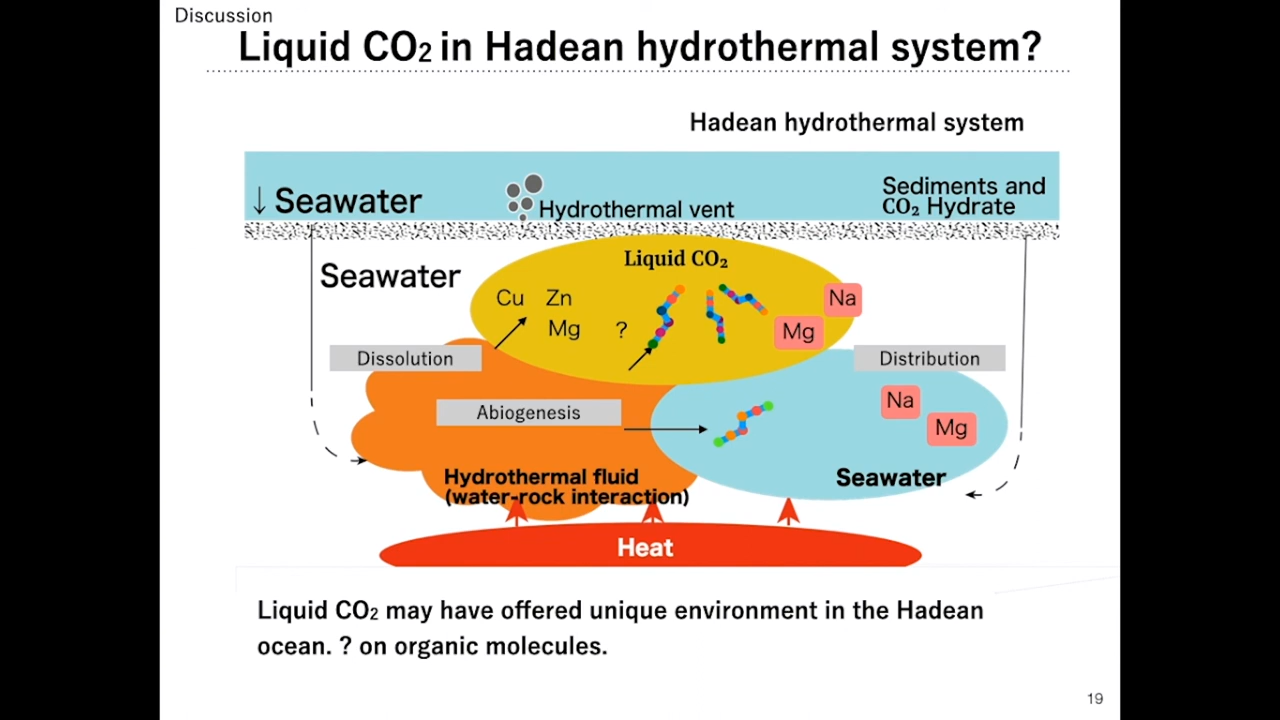 Discussion
Liquid CO₂ in Hadean hydrothermal system?
Hadean hydrothermal system
↓ Seawater
Hydrothermal vent
Sediments and
CO₂ Hydrate
Seawater
Liquid CO₂
Cu Zn
Mg ?
Na
Mg
Dissolution
Distribution
Abiogenesis
Na
Mg
Hydrothermal fluid
(water-rock interaction)
Seawater
Heat
Liquid CO₂ may have offered unique environment in the Hadean
ocean. ? on organic molecules.
19